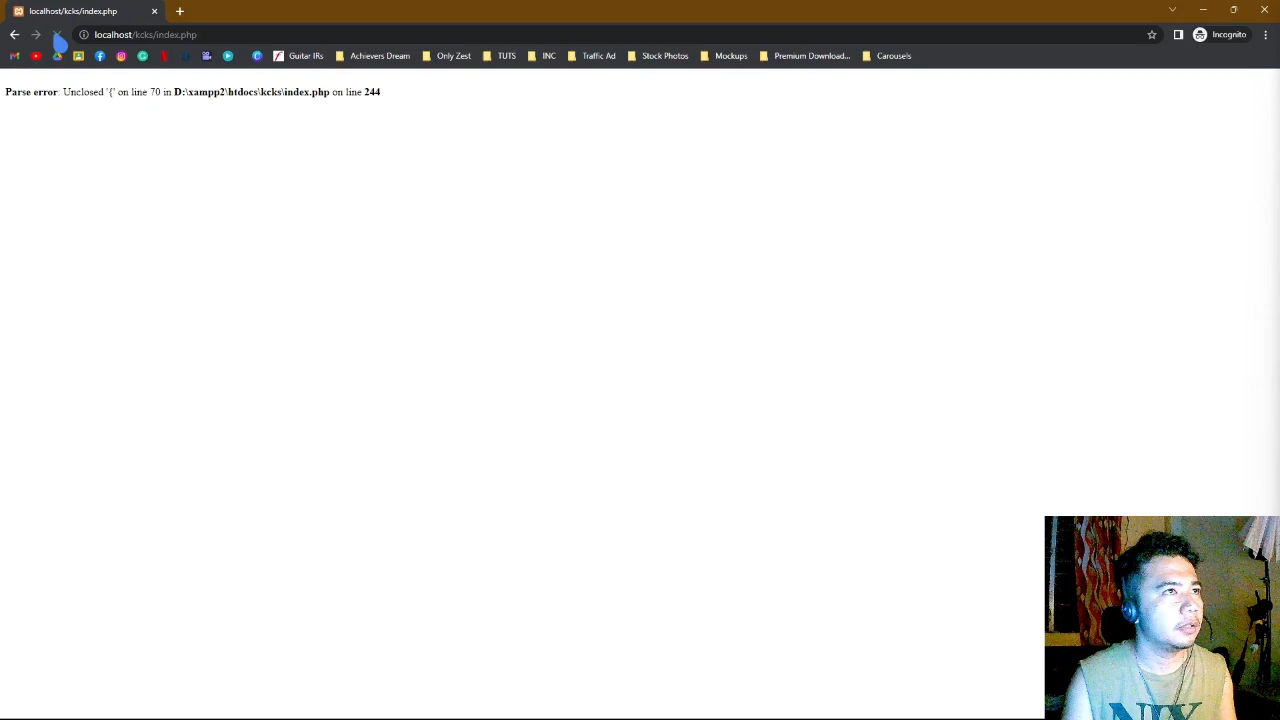 localhost/kcks/index.php
localhost/kcks/index.php
Incognito
Guitar IRs
Achievers Dream
Only Zest
TUTS
INC
Traffic Ad
Stock Photos
Mockups
Premium Download...
Carousels
Parse error: Unclosed '{' on line 70 in D:\xampp2\htdocs\kcks\index.php on line 244
NIX